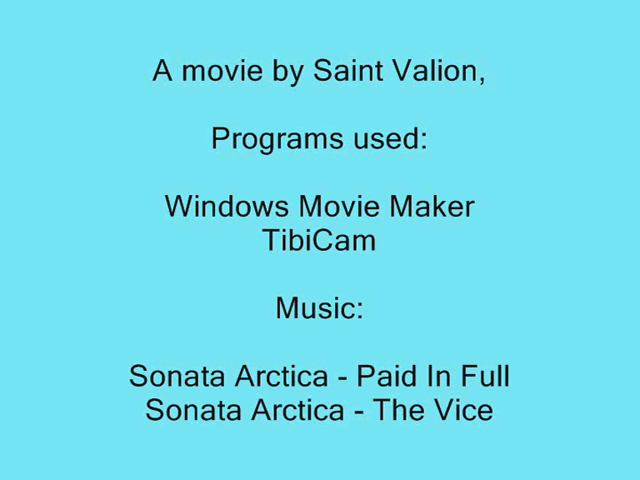 A movie by Saint Valion,
Programs used:
Windows Movie Maker
TibiCam
Music:
Sonata Arctica - Paid In Full
Sonata Arctica - The Vice